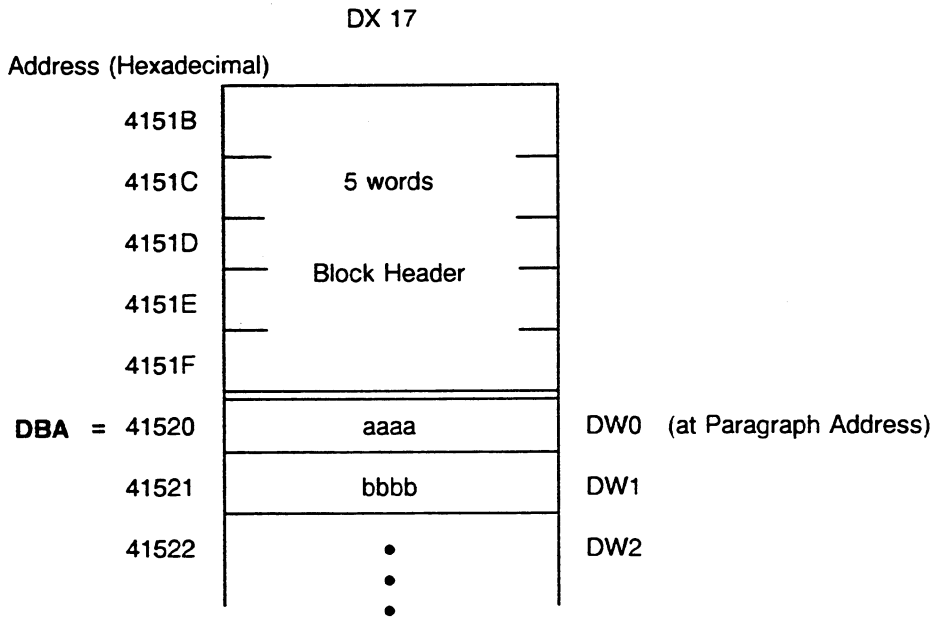 DX 17
Address (Hexadecimal)
4151B
4151C 5 words
4151D
Block Header
4151E
4151F
DBA = 41520 aaaa DW0 (at Paragraph Address)
41521 bbbb DW1
41522 DW2